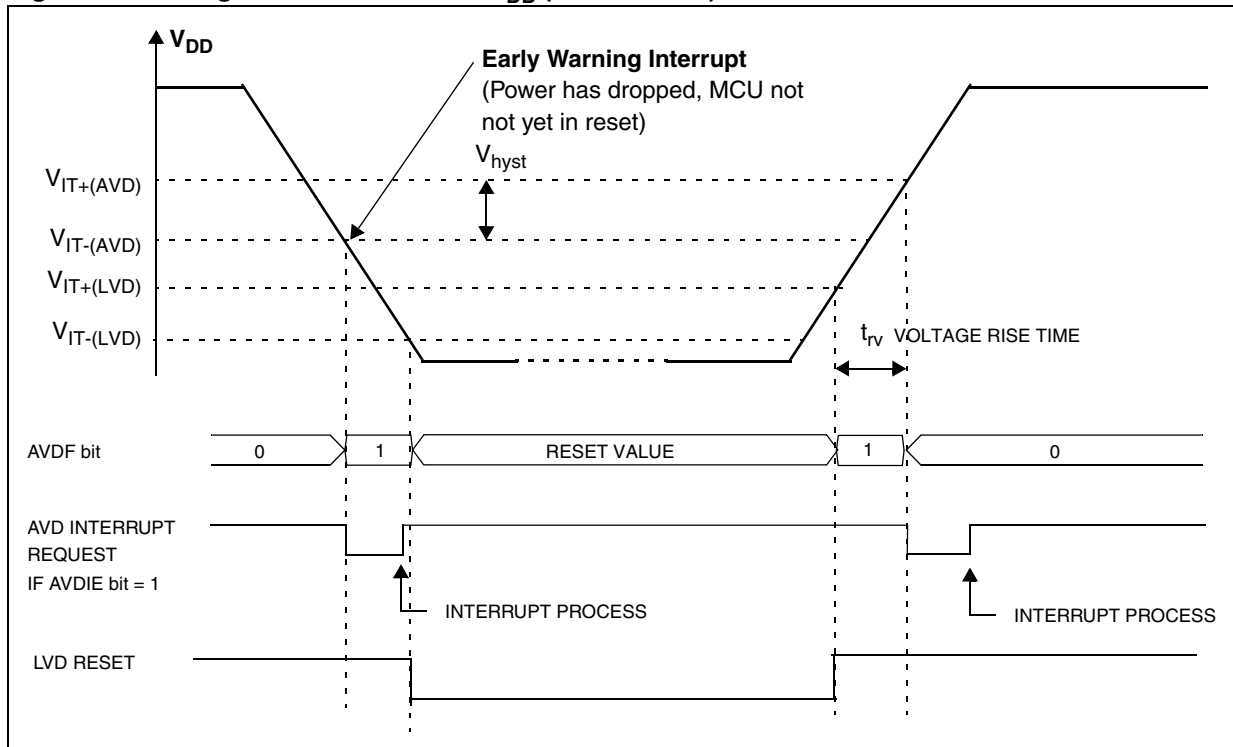 V_DD
Early Warning Interrupt
(Power has dropped, MCU not
not yet in reset)
V_hyst
V_IT+(AVD)
V_IT-(AVD)
V_IT+(LVD)
V_IT-(LVD)
t_rv VOLTAGE RISE TIME
AVDF bit
0
1
RESET VALUE
1
0
AVD INTERRUPT
REQUEST
IF AVDIE bit = 1
INTERRUPT PROCESS
INTERRUPT PROCESS
LVD RESET